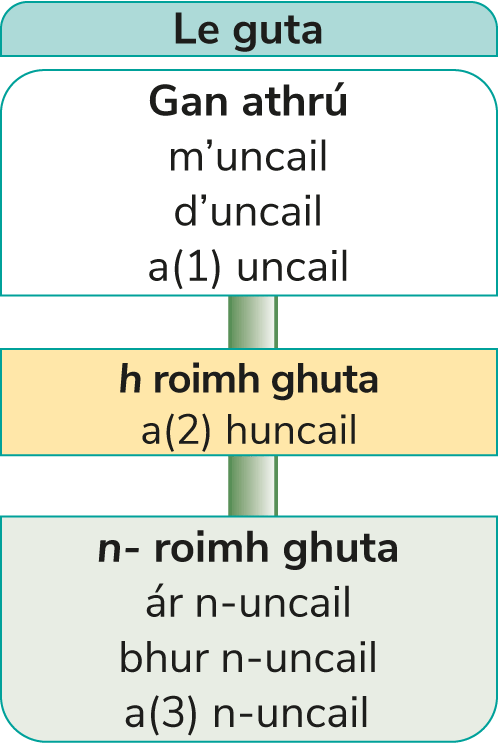 Le guta
Gan athrú
m’uncail
d’uncail
a(1) uncail
h roimh ghuta
a(2) huncail
n- roimh ghuta
ár n-uncail
bhur n-uncail
a(3) n-uncail